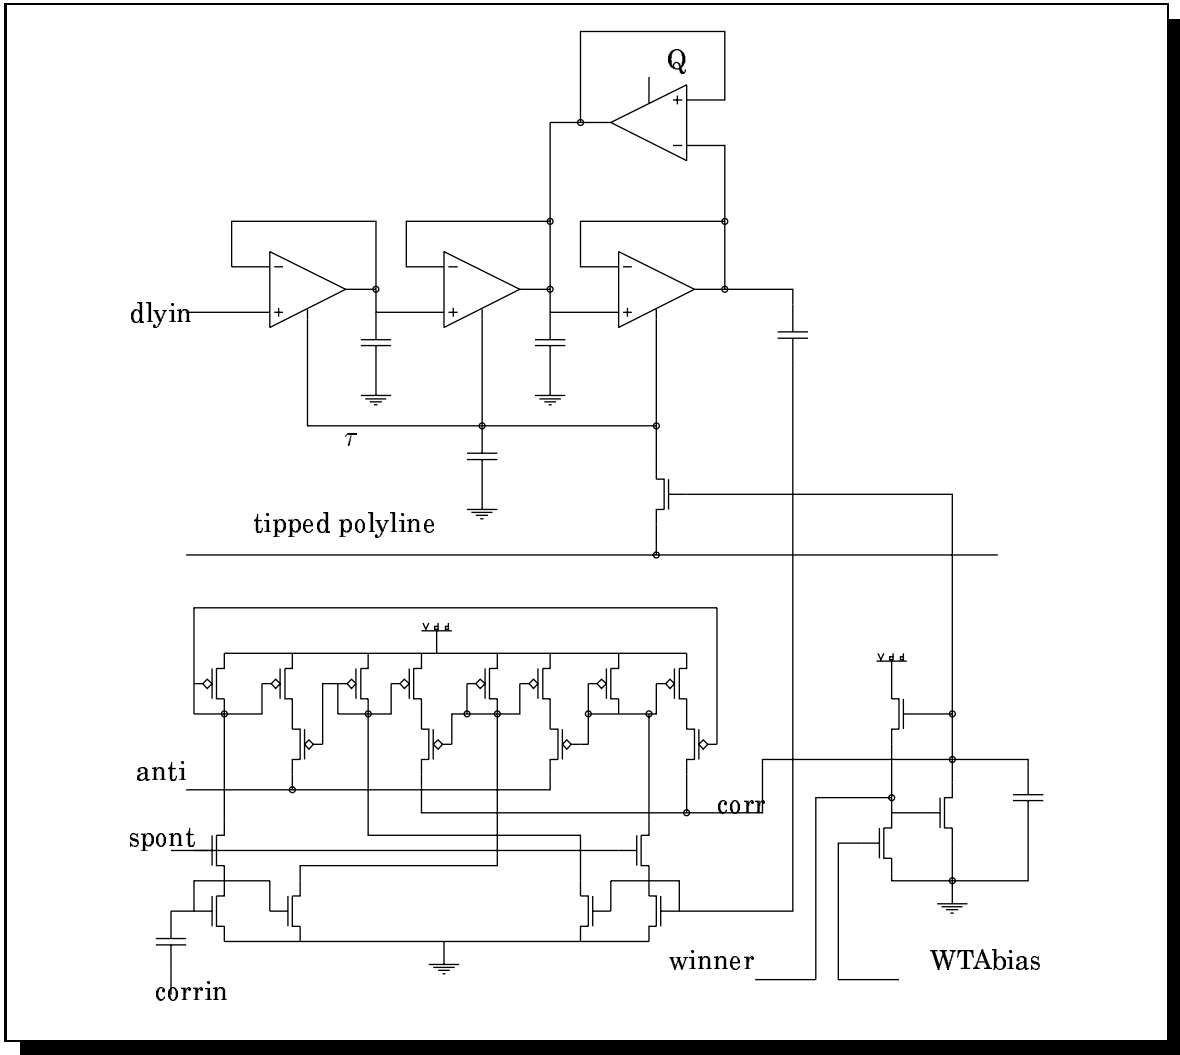 Q
+
−
− − −
dlyin + + +
τ
tipped polyline
Vdd
Vdd
anti
corr
spont
winner WTAbias
corrin